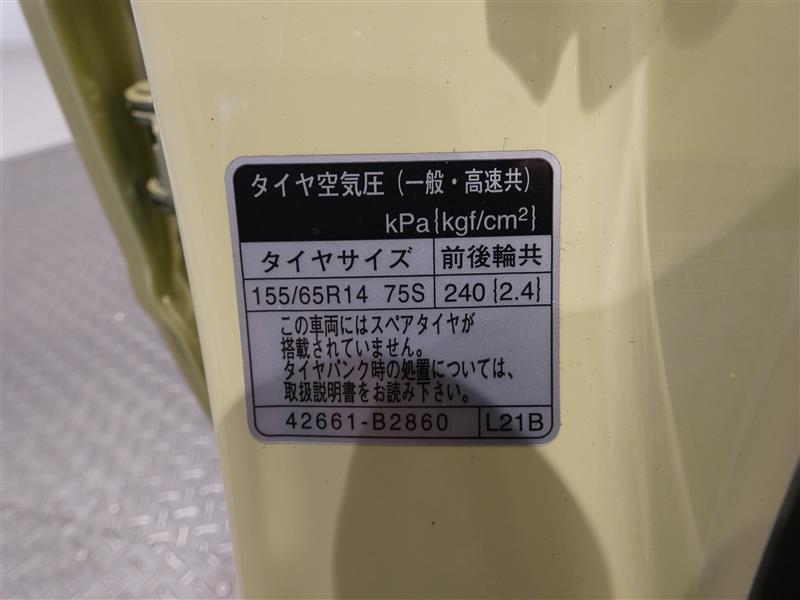 タイヤ空気圧（一般・高速共）
kPa{kgf/cm²}
タイヤサイズ 前後輪共
155/65R14 75S 240{2.4}
この車両にはスペアタイヤが
搭載されていません。
タイヤパンク時の処置については、
取扱説明書をお読み下さい。
42661-B2860 L21B